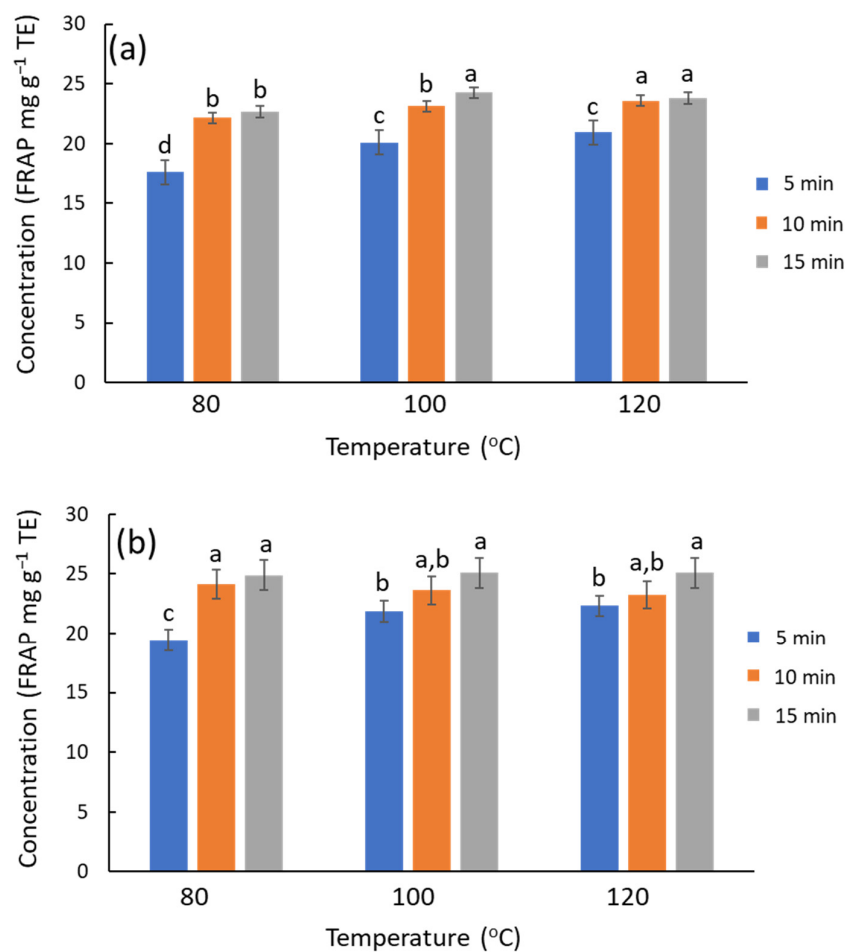 (a)
Concentration (FRAP mg g⁻¹ TE)
30
25
20
15
10
5
0
d b b
c b a
c a a
80 100 120
Temperature (°C)
5 min
10 min
15 min
(b)
Concentration (FRAP mg g⁻¹ TE)
30
25
20
15
10
5
0
c a a
b a,b a
b a,b a
80 100 120
Temperature (°C)
5 min
10 min
15 min